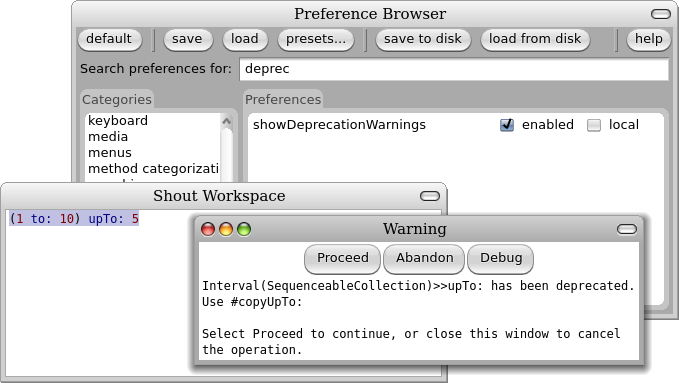 Preference Browser
default save load presets... save to disk load from disk help
Search preferences for: deprec
Categories Preferences
keyboard
media
menus
method categorizati
showDeprecationWarnings enabled local
Shout Workspace
(1 to: 10) upTo: 5
Warning
Proceed Abandon Debug
Interval(SequenceableCollection)>>upTo: has been deprecated.
Use #copyUpTo:
Select Proceed to continue, or close this window to cancel
the operation.